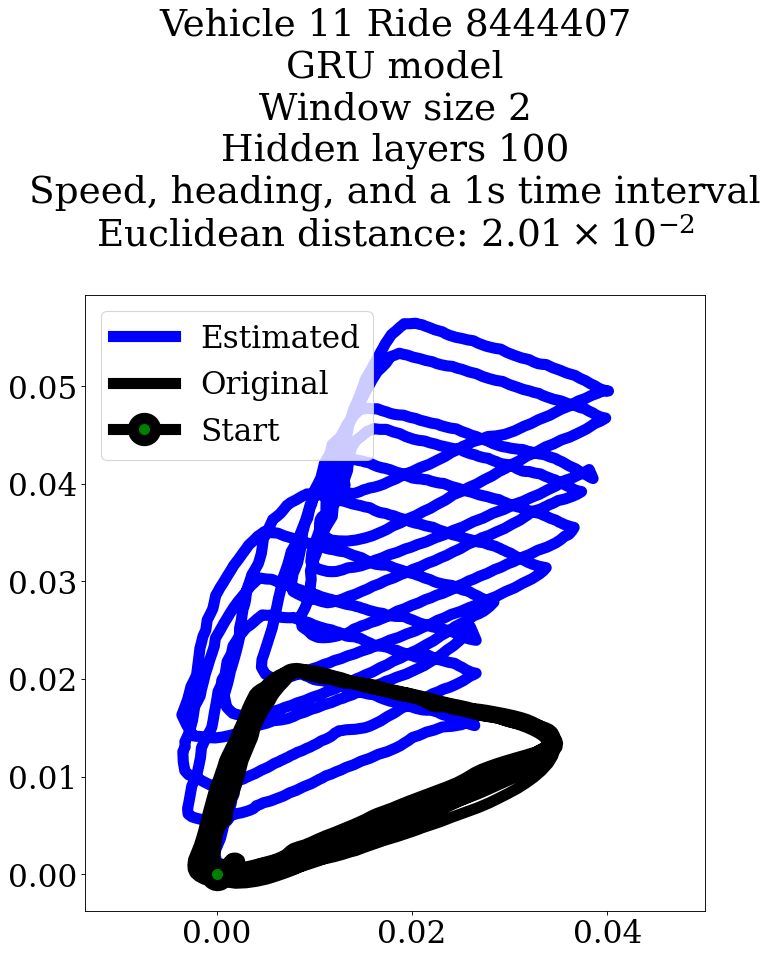 Vehicle 11 Ride 8444407
GRU model
Window size 2
Hidden layers 100
Speed, heading, and a 1s time interval
Euclidean distance: 2.01 × 10⁻²
Estimated
Original
Start
0.05
0.04
0.03
0.02
0.01
0.00
0.00 0.02 0.04